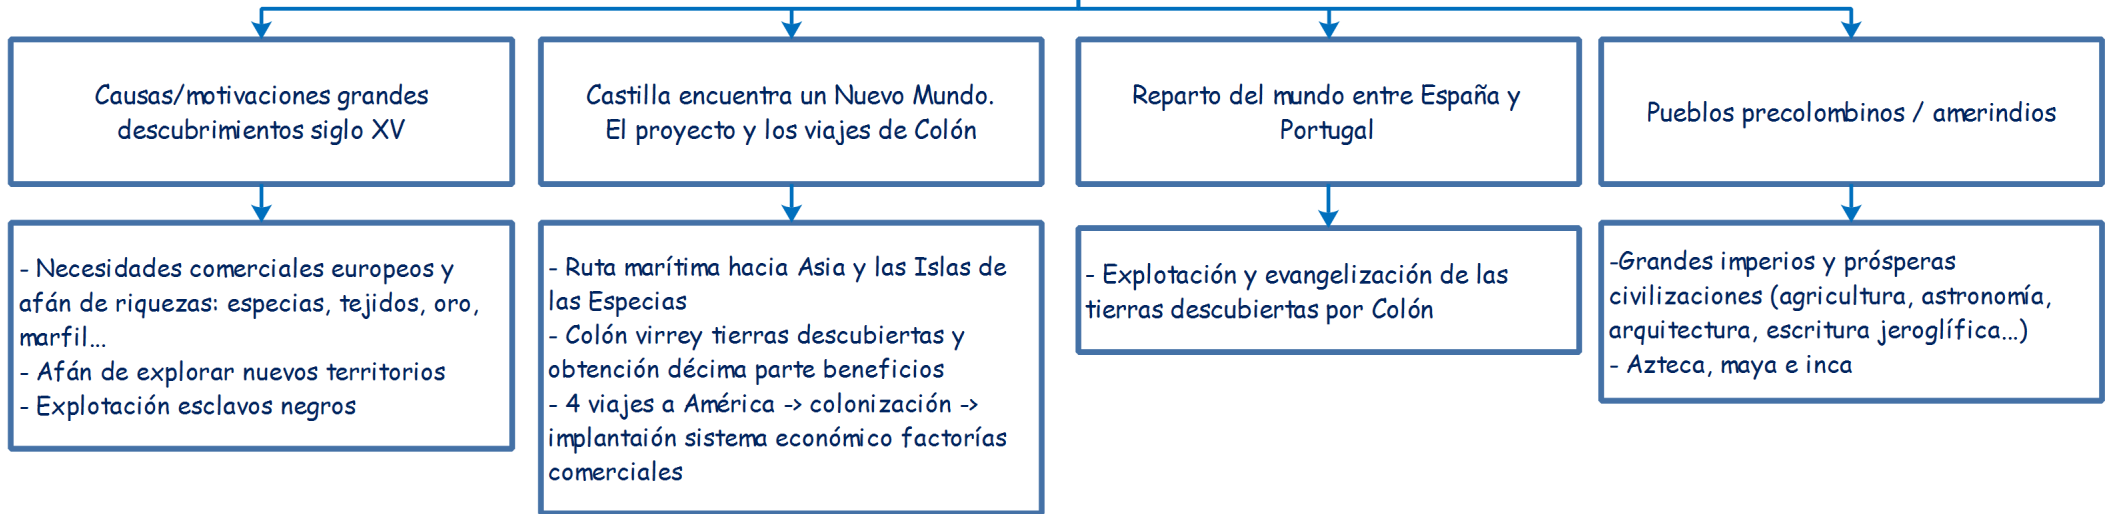 Causas/motivaciones grandes
descubrimientos siglo XV
Castilla encuentra un Nuevo Mundo.
El proyecto y los viajes de Colón
Reparto del mundo entre España y
Portugal
Pueblos precolombinos / amerindios
- Necesidades comerciales europeos y
afán de riquezas: especias, tejidos, oro,
marfil...
- Afán de explorar nuevos territorios
- Explotación esclavos negros
- Ruta marítima hacia Asia y las Islas de
las Especias
- Colón virrey tierras descubiertas y
obtención décima parte beneficios
- 4 viajes a América -> colonización ->
implantaión sistema económico factorías
comerciales
- Explotación y evangelización de las
tierras descubiertas por Colón
-Grandes imperios y prósperas
civilizaciones (agricultura, astronomía,
arquitectura, escritura jeroglífica...)
- Azteca, maya e inca